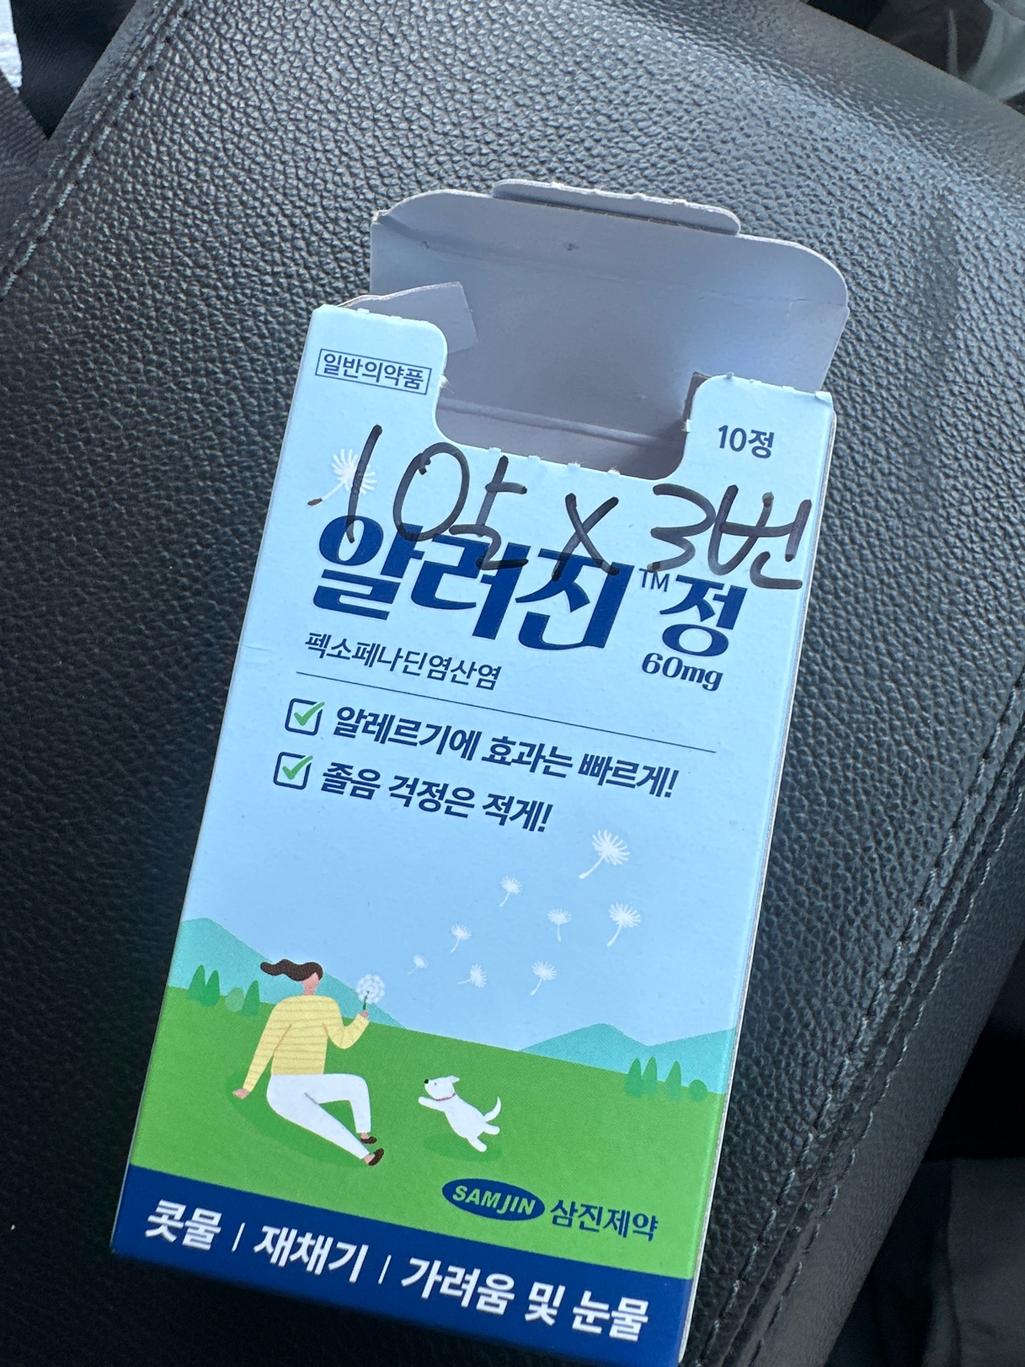 일반의약품
10정
1알 x 3번
알러진™정
60mg
펙소페나딘염산염
알레르기에 효과는 빠르게!
졸음 걱정은 적게!
SAMJIN 삼진제약
콧물 | 재채기 | 가려움 및 눈물